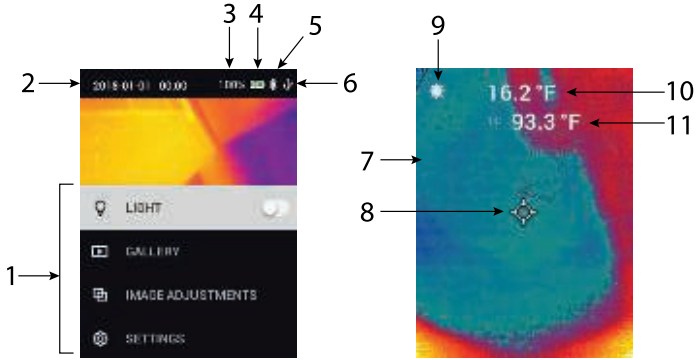 3 4 5
2 2018-01-01 00:00 100% 6
9
16.2 °F 10
93.3 °F 11
7
8
1
LIGHT
GALLERY
IMAGE ADJUSTMENTS
SETTINGS